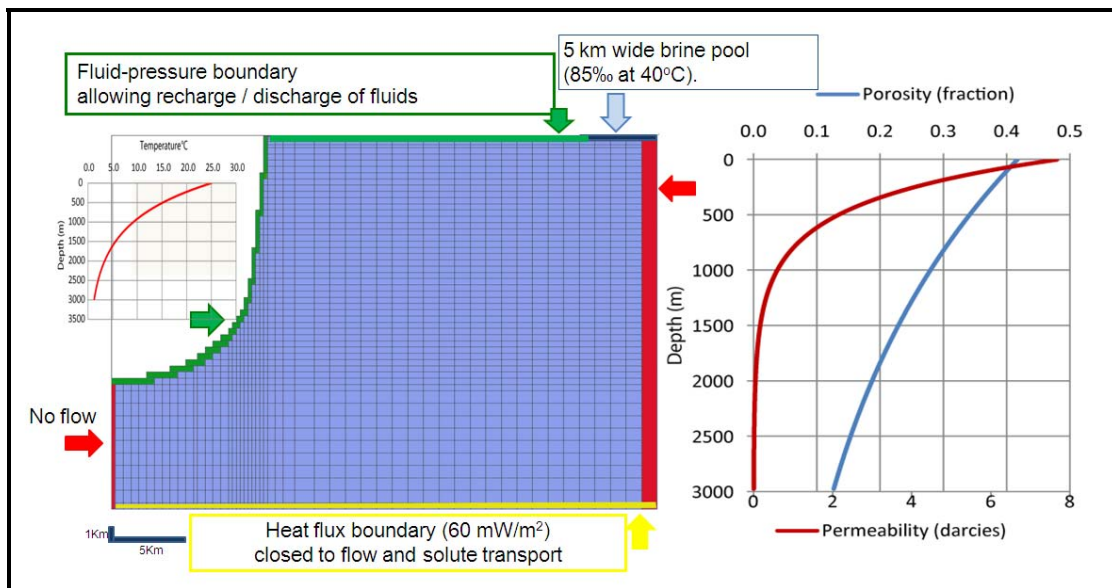 Fluid-pressure boundary
allowing recharge / discharge of fluids
5 km wide brine pool
(85‰ at 40°C).
Porosity (fraction)
0.0 0.1 0.2 0.3 0.4 0.5
Temperature°C
0.0 5.0 10.0 15.0 20.0 25.0 30.0
Depth (m)
0
500
1000
1500
2000
2500
3000
3500
No flow
Depth (m)
0
500
1000
1500
2000
2500
3000
0 2 4 6 8
Permeability (darcies)
1Km
5Km
Heat flux boundary (60 mW/m²)
closed to flow and solute transport